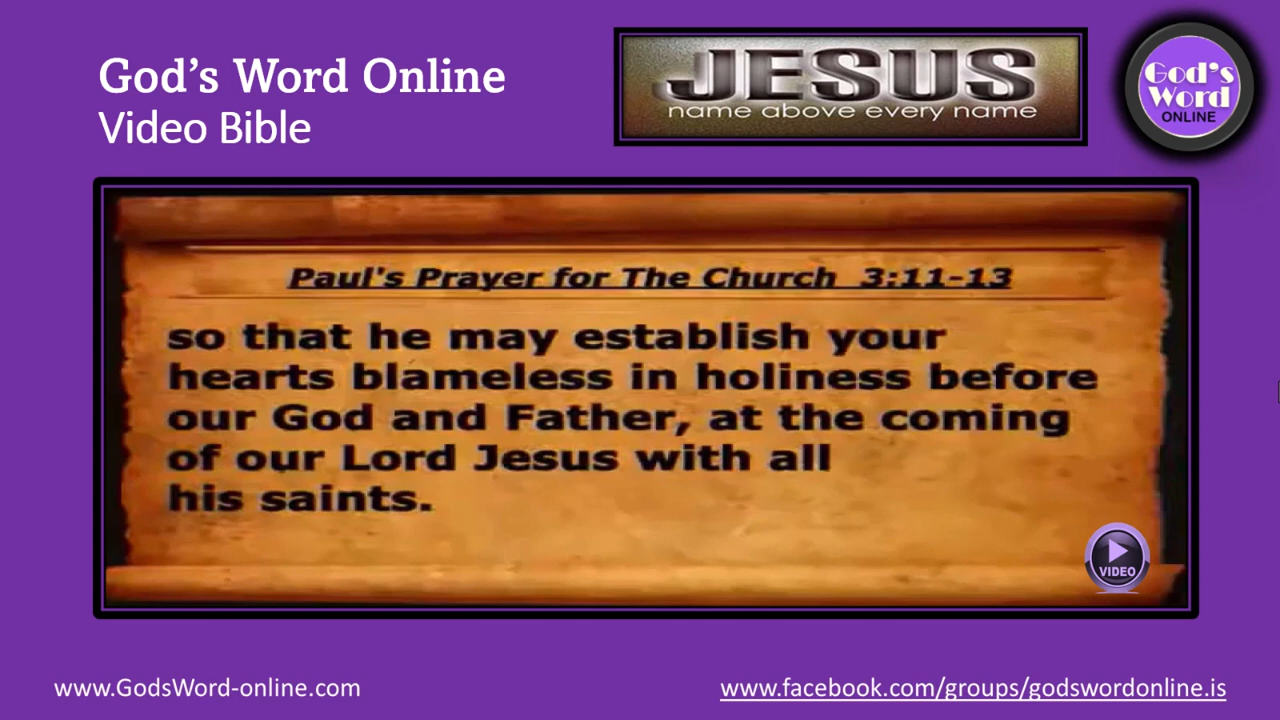 God's Word Online
Video Bible
JESUS
name above every name
God's
Word
ONLINE
Paul's Prayer for The Church 3:11-13
so that he may establish your
hearts blameless in holiness before
our God and Father, at the coming
of our Lord Jesus with all
his saints.
VIDEO
www.GodsWord-online.com
www.facebook.com/groups/godswordonline.is